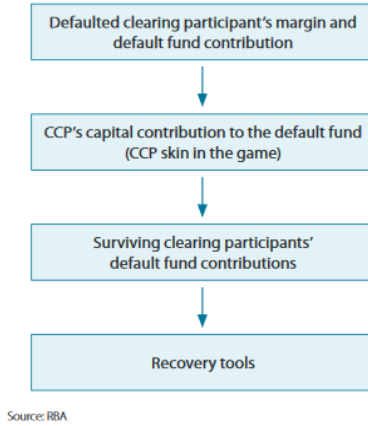 Defaulted clearing participant's margin and
default fund contribution
CCP's capital contribution to the default fund
(CCP skin in the game)
Surviving clearing participants'
default fund contributions
Recovery tools
Source: RBA